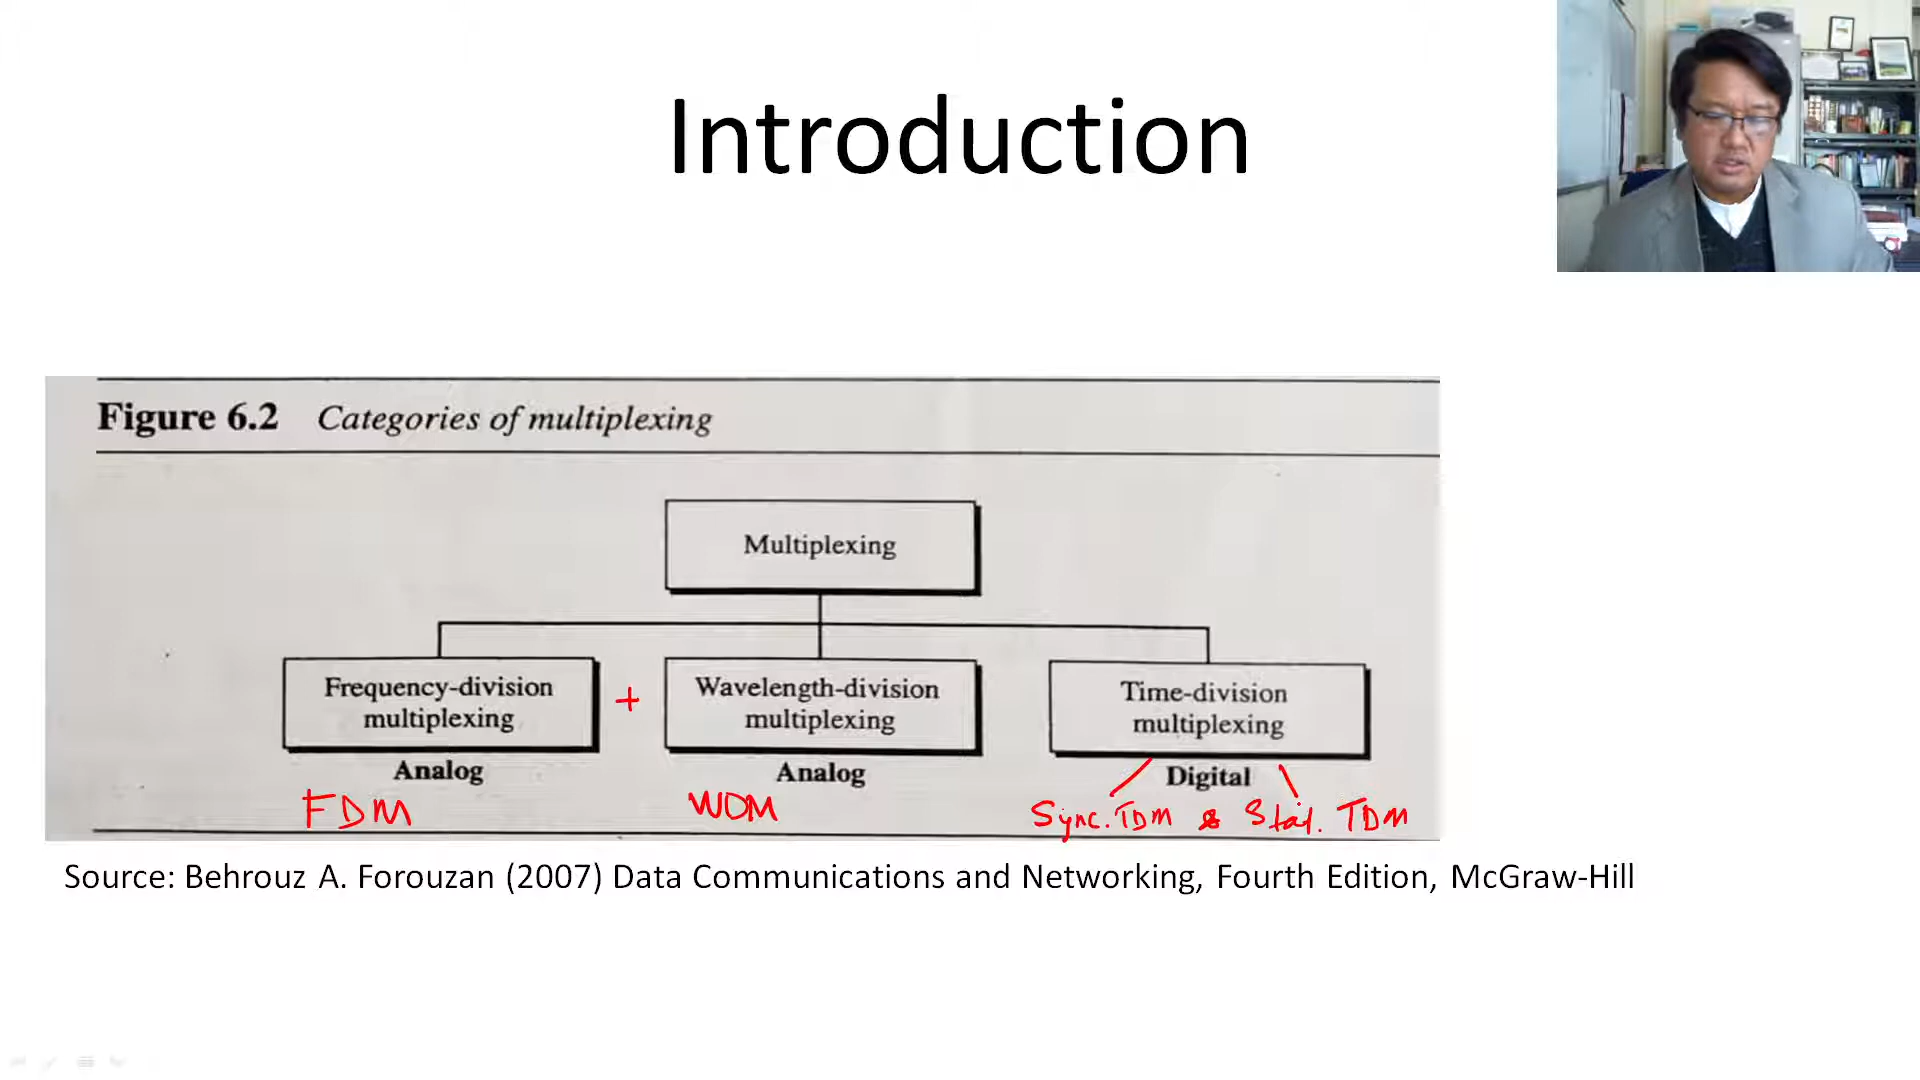 Introduction
Figure 6.2 Categories of multiplexing
Multiplexing
Frequency-division
multiplexing
Analog
FDM
+
Wavelength-division
multiplexing
Analog
WDM
Time-division
multiplexing
Digital
Sync. TDM & Stat. TDM
Source: Behrouz A. Forouzan (2007) Data Communications and Networking, Fourth Edition, McGraw-Hill